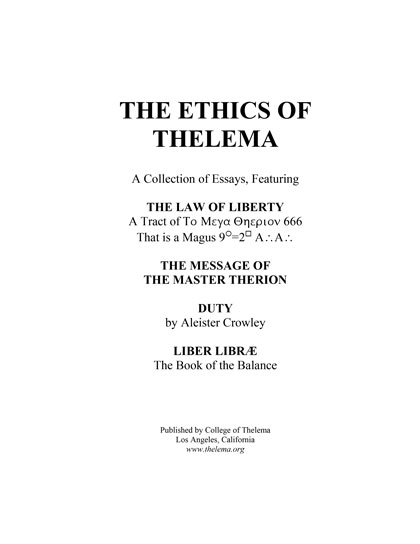 THE ETHICS OF
THELEMA
A Collection of Essays, Featuring
THE LAW OF LIBERTY
A Tract of Το Μεγα Θηεριον 666
That is a Magus 9○=2□ A∴A∴
THE MESSAGE OF
THE MASTER THERION
DUTY
by Aleister Crowley
LIBER LIBRÆ
The Book of the Balance
Published by College of Thelema
Los Angeles, California
www.thelema.org